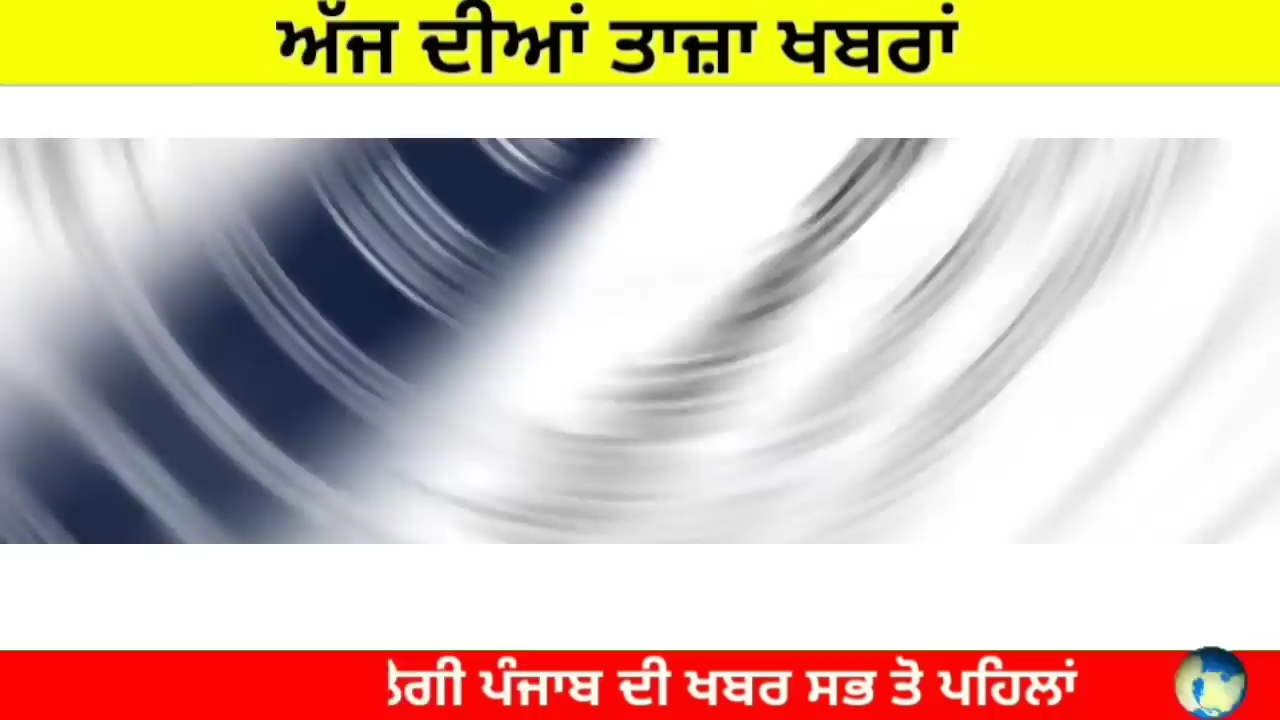 ਅੱਜ ਦੀਆਂ ਤਾਜ਼ਾ ਖਬਰਾਂ
ਪੰਜਾਬ ਦੀ ਖਬਰ ਸਭ ਤੋ ਪਹਿਲਾਂ